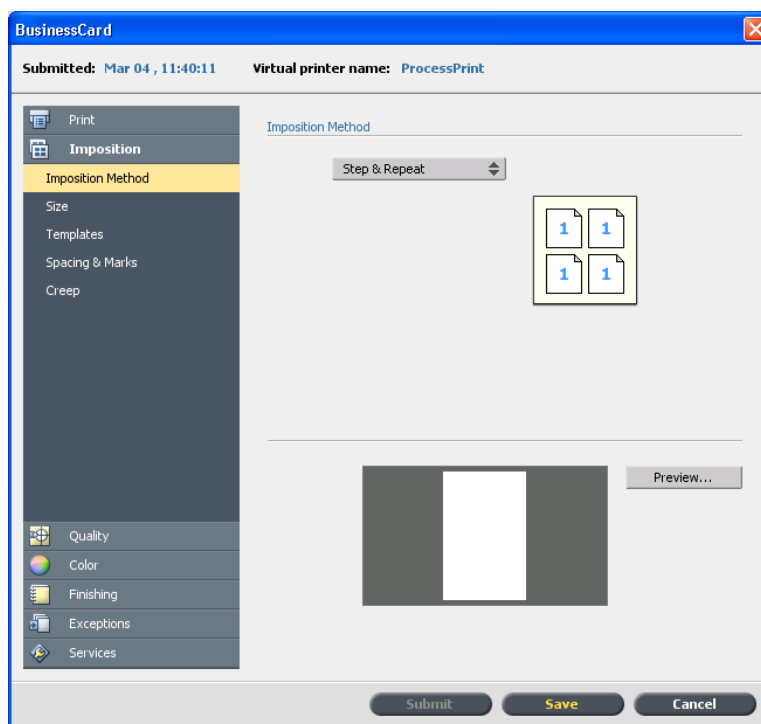 BusinessCard
Submitted: Mar 04 , 11:40:11 Virtual printer name: ProcessPrint
Print
Imposition
Imposition Method
Size
Templates
Spacing & Marks
Creep
Quality
Color
Finishing
Exceptions
Services
Imposition Method
Step & Repeat
1 1
1 1
Preview...
Submit Save Cancel